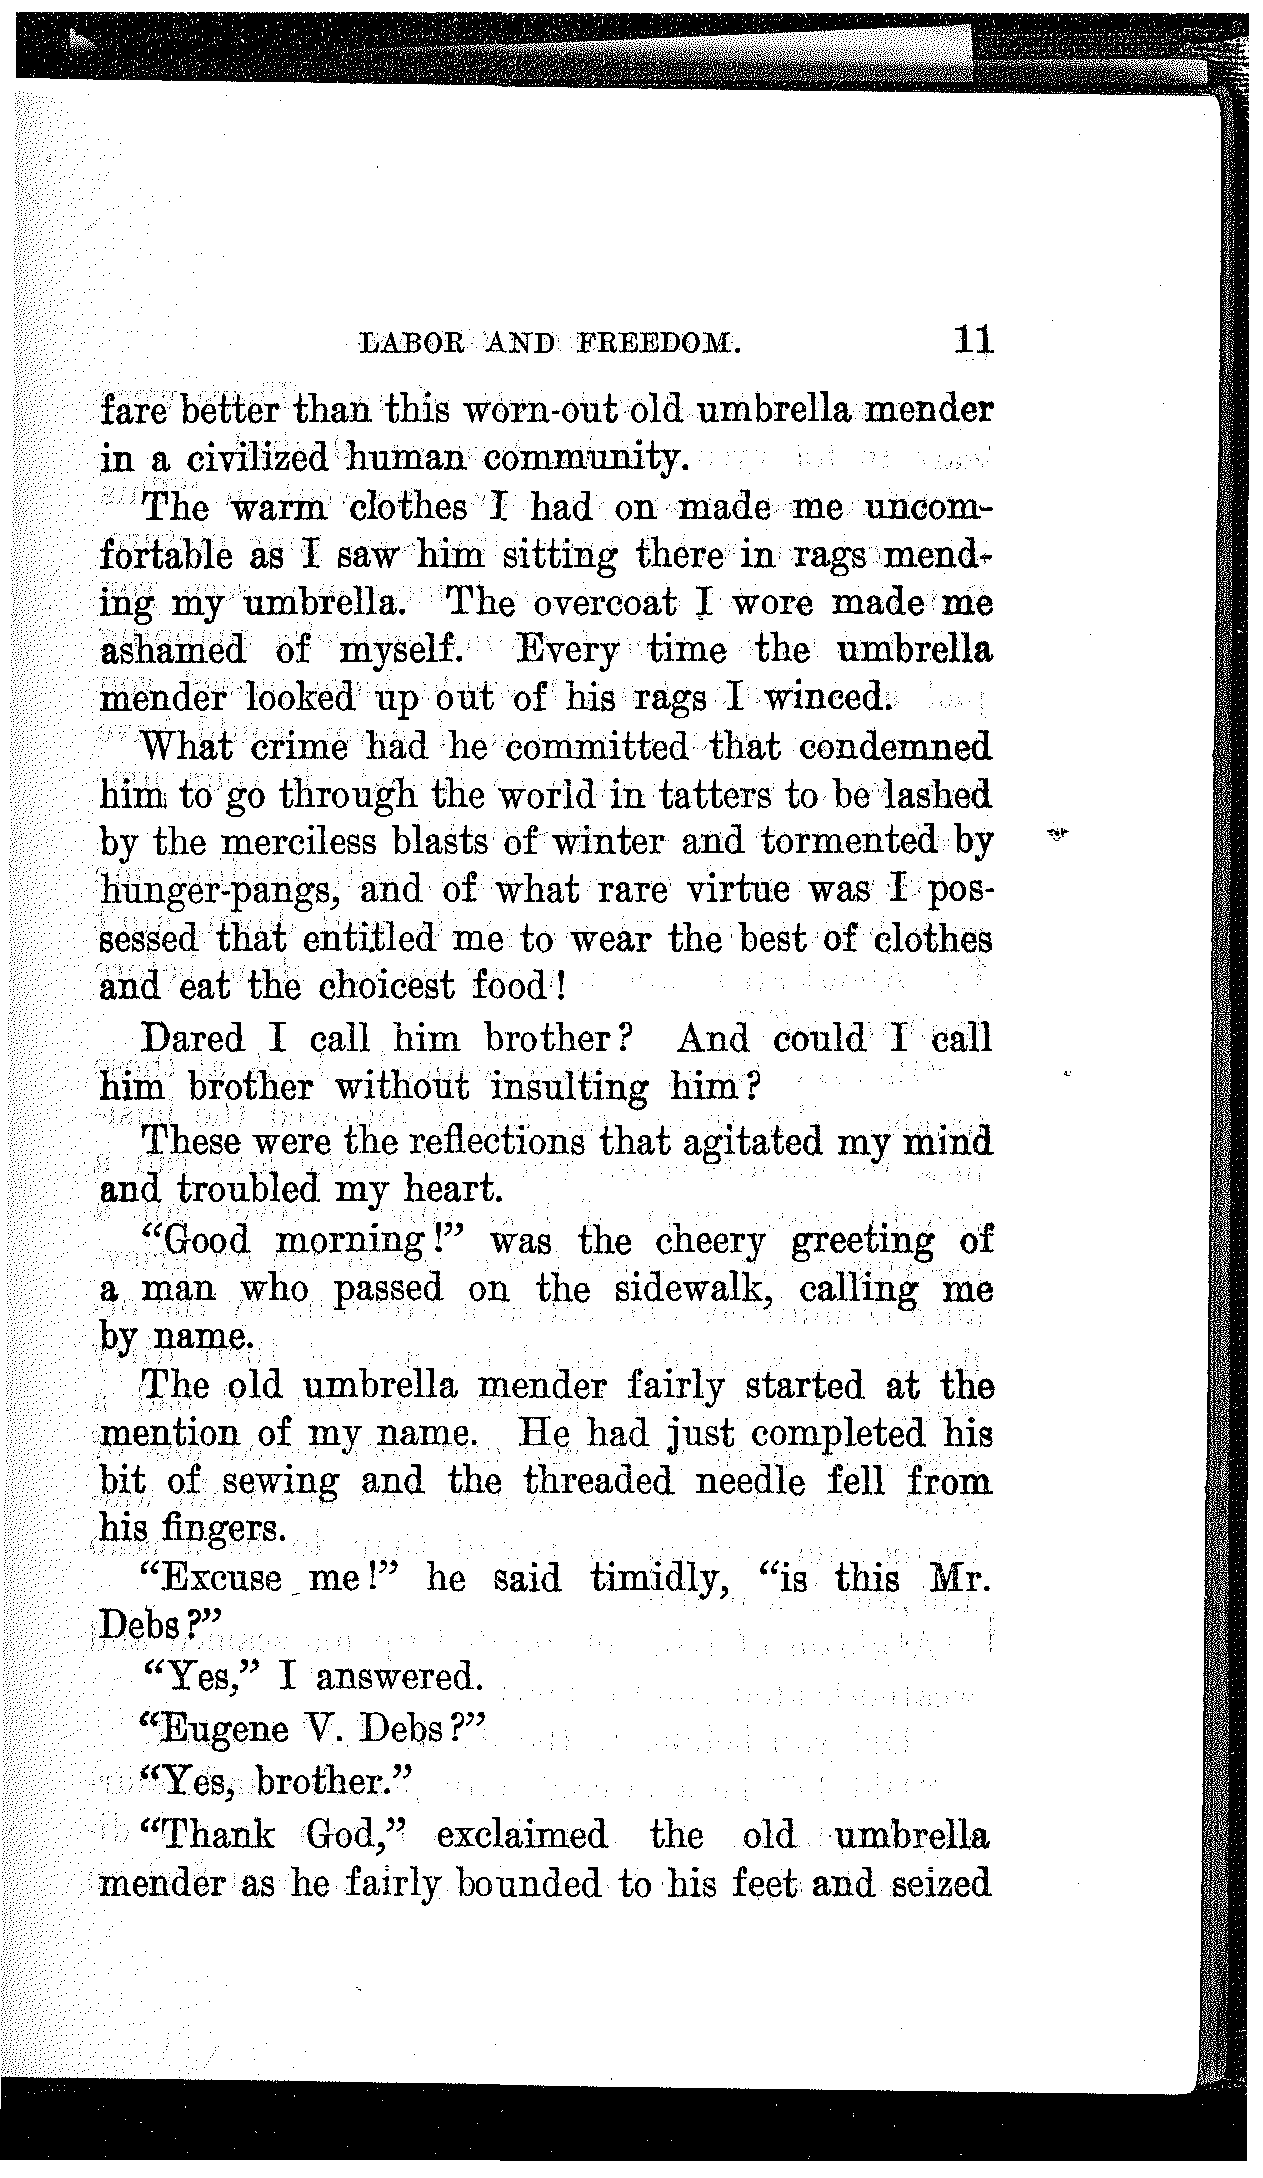 LABOR AND FREEDOM. 11
fare better than this worn-out old umbrella mender
in a civilized human community.
The warm clothes I had on made me uncom-
fortable as I saw him sitting there in rags mend-
ing my umbrella. The overcoat I wore made me
ashamed of myself. Every time the umbrella
mender looked up out of his rags I winced.
What crime had he committed that condemned
him to go through the world in tatters to be lashed
by the merciless blasts of winter and tormented by
hunger-pangs, and of what rare virtue was I pos-
sessed that entitled me to wear the best of clothes
and eat the choicest food!
Dared I call him brother? And could I call
him brother without insulting him?
These were the reflections that agitated my mind
and troubled my heart.
"Good morning!" was the cheery greeting of
a man who passed on the sidewalk, calling me
by name.
The old umbrella mender fairly started at the
mention of my name. He had just completed his
bit of sewing and the threaded needle fell from
his fingers.
"Excuse me!" he said timidly, "is this Mr.
Debs?"
"Yes," I answered.
"Eugene V. Debs?"
"Yes, brother."
"Thank God," exclaimed the old umbrella
mender as he fairly bounded to his feet and seized